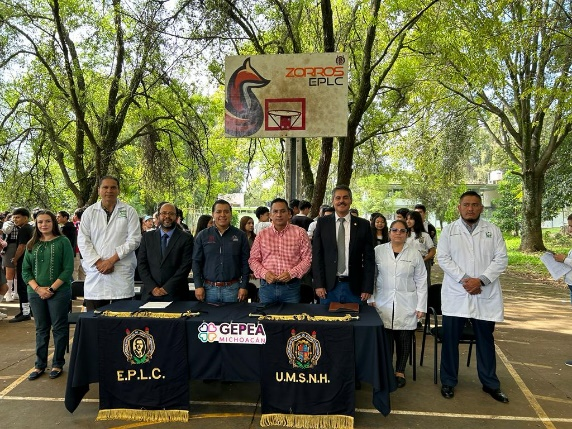 ZORROS
EPLC
GEPEA
MICHOACÁN
E.P.L.C.
U.M.S.N.H.